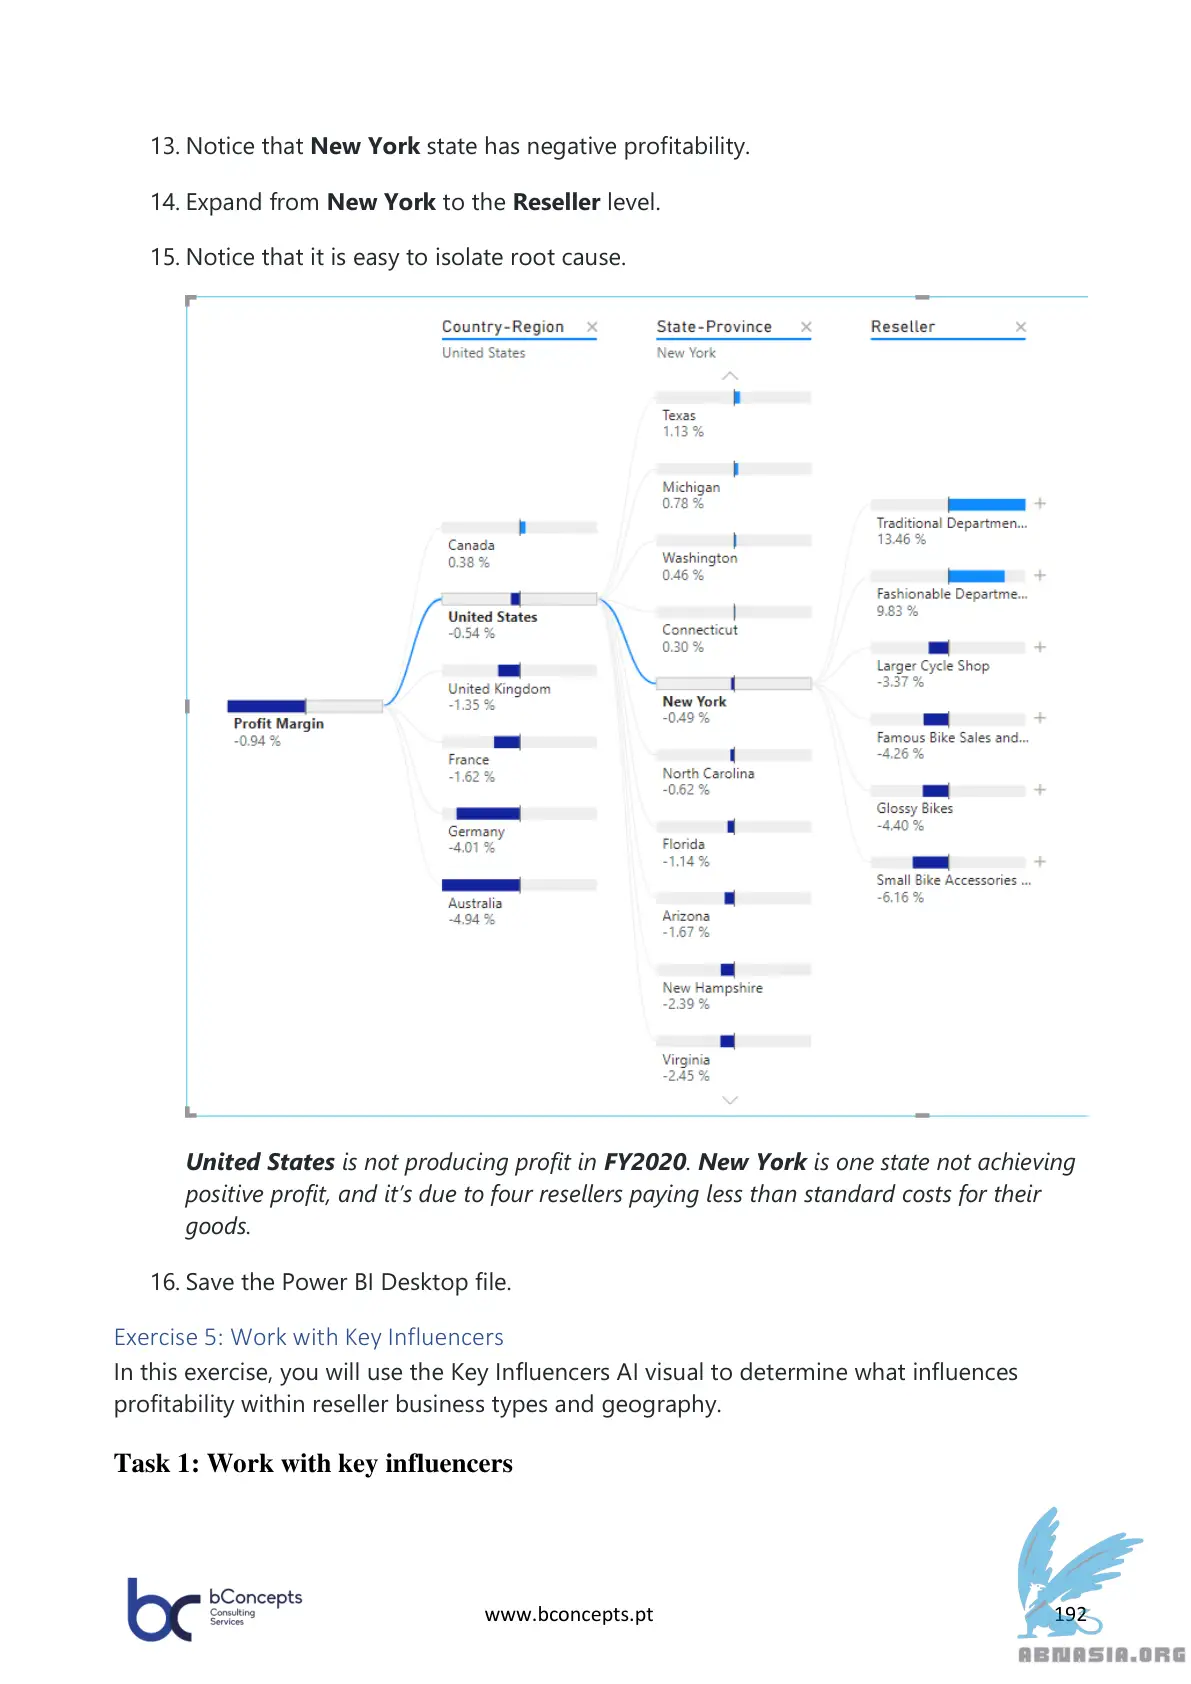 13. Notice that New York state has negative profitability.
14. Expand from New York to the Reseller level.
15. Notice that it is easy to isolate root cause.
Country-Region
United States
State-Province
New York
Reseller
Profit Margin
-0.94 %
Canada
0.38 %
United States
-0.54 %
United Kingdom
-1.35 %
France
-1.62 %
Germany
-4.01 %
Australia
-4.94 %
Texas
1.13 %
Michigan
0.78 %
Washington
0.46 %
Connecticut
0.30 %
New York
-0.49 %
North Carolina
-0.62 %
Florida
-1.14 %
Arizona
-1.67 %
New Hampshire
-2.39 %
Virginia
-2.45 %
Traditional Departmen...
13.46 %
Fashionable Departme...
9.83 %
Larger Cycle Shop
-3.37 %
Famous Bike Sales and...
-4.26 %
Glossy Bikes
-4.40 %
Small Bike Accessories ...
-6.16 %
United States is not producing profit in FY2020. New York is one state not achieving
positive profit, and it’s due to four resellers paying less than standard costs for their
goods.
16. Save the Power BI Desktop file.
Exercise 5: Work with Key Influencers
In this exercise, you will use the Key Influencers AI visual to determine what influences
profitability within reseller business types and geography.
Task 1: Work with key influencers
bc
bConcepts
Consulting
Services
www.bconcepts.pt
192
ABNASIA.ORG